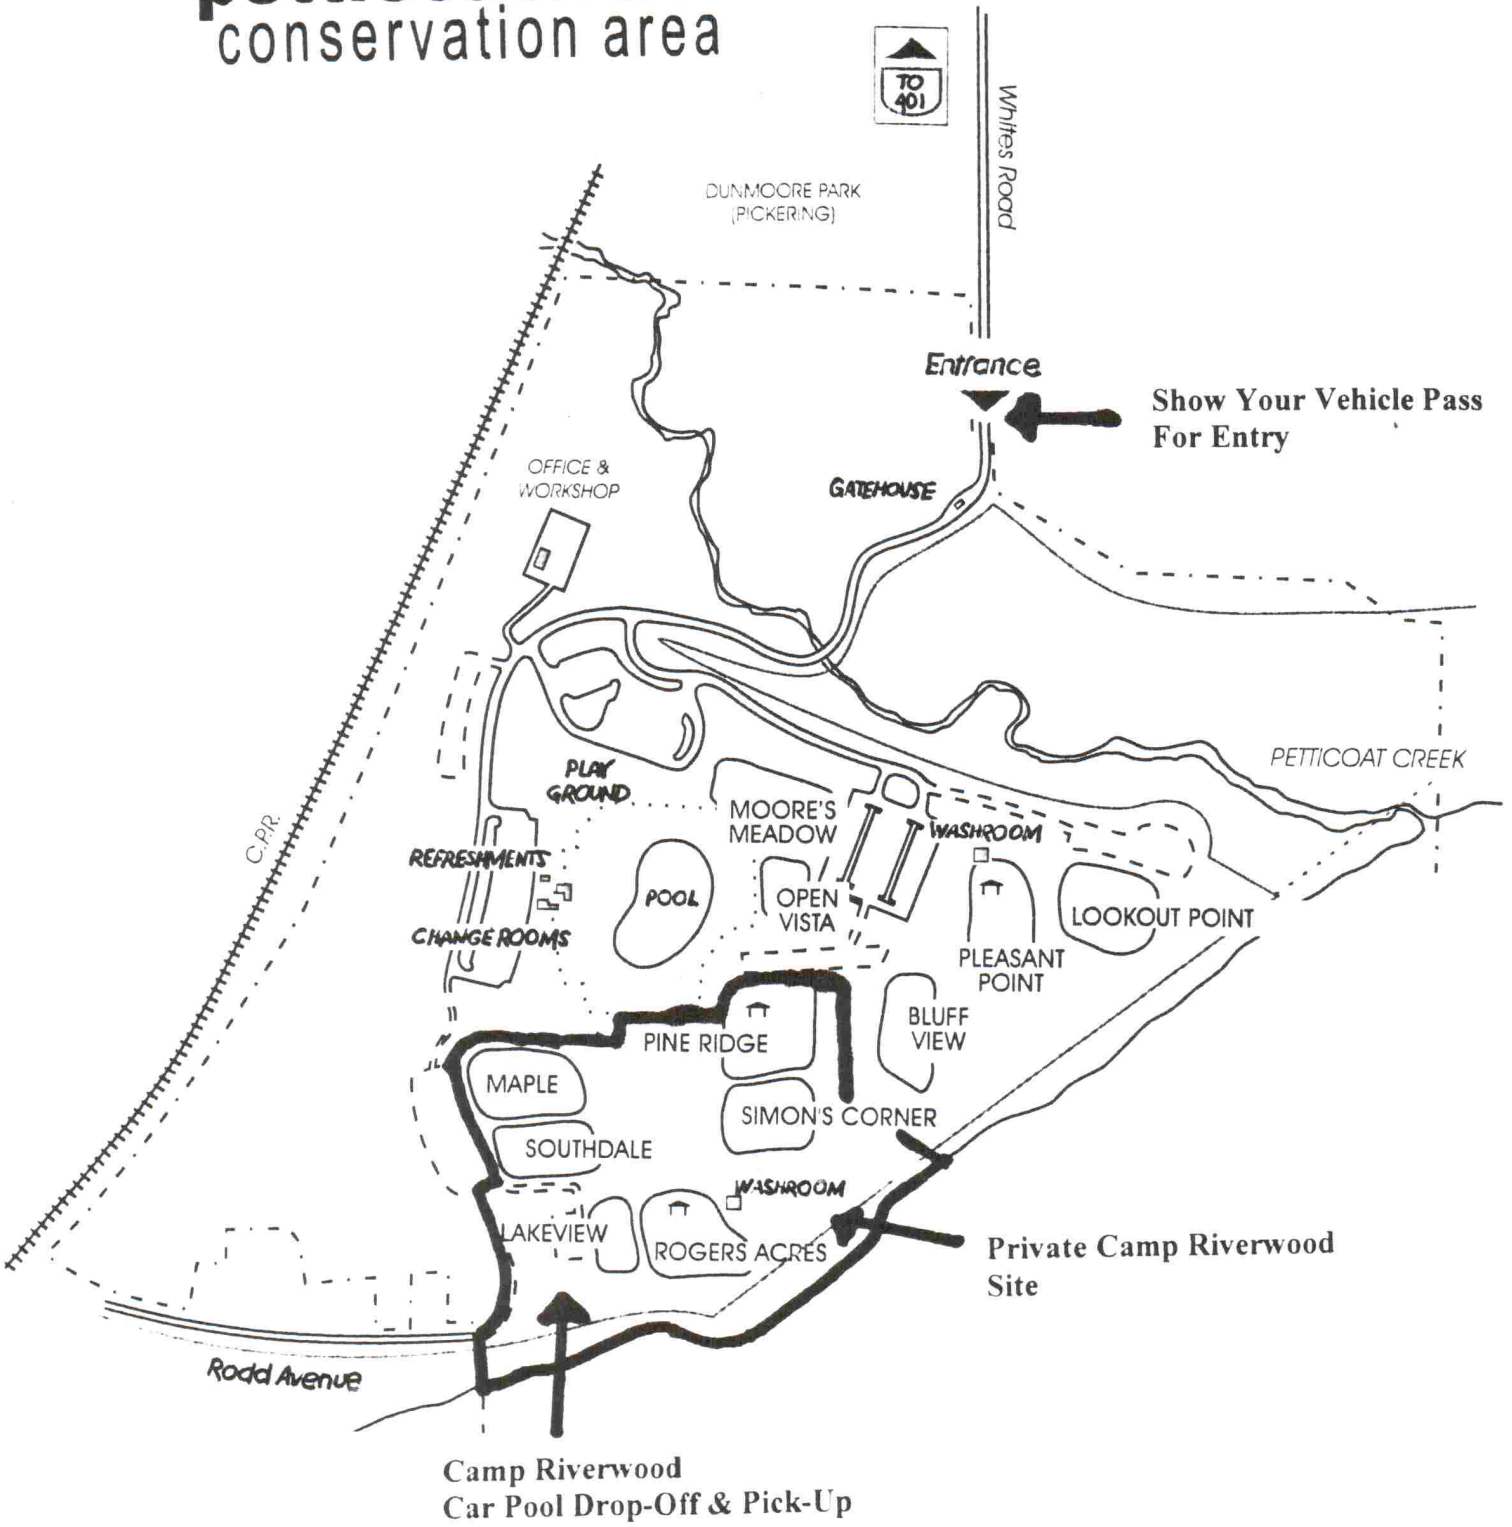 conservation area
TO
401
Whites Road
DUNMOORE PARK
(PICKERING)
Entrance
Show Your Vehicle Pass
For Entry
OFFICE &
WORKSHOP
GATEHOUSE
PETTICOAT CREEK
PLAY
GROUND
MOORE'S
MEADOW
WASHROOM
C.P.R.
REFRESHMENTS
POOL
OPEN
VISTA
LOOKOUT POINT
CHANGE ROOMS
PLEASANT
POINT
BLUFF
VIEW
PINE RIDGE
MAPLE
SIMON'S CORNER
SOUTHDALE
WASHROOM
LAKEVIEW
ROGERS ACRES
Private Camp Riverwood
Site
Rodd Avenue
Camp Riverwood
Car Pool Drop-Off & Pick-Up